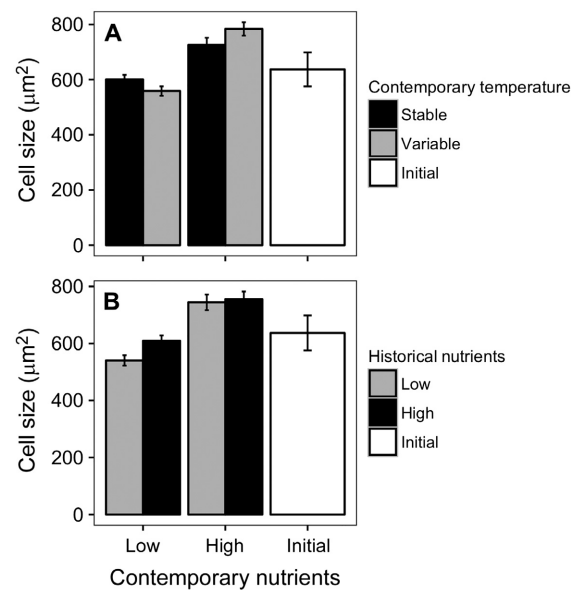 A
800
600
400
200
0
Cell size (μm2)
Contemporary temperature
Stable
Variable
Initial
B
800
600
400
200
0
Cell size (μm2)
Historical nutrients
Low
High
Initial
Low High Initial
Contemporary nutrients